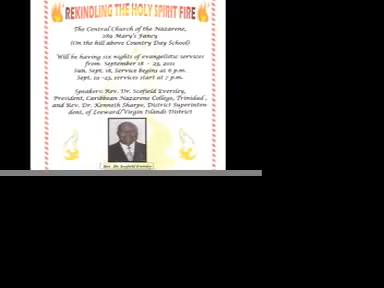 REKINDLING THE HOLY SPIRIT FIRE
The Central Church of the Nazarene,
289 Mary's Fancy
(On the hill above Country Day School)
Will be having six nights of evangelistic services
from September 18 - 23, 2011
Sun. Sept. 18, Service begins at 6 p.m.
Sept. 19-23, services start at 7 p.m.
Speakers: Rev. Dr. Scofield Eversley,
President, Caribbean Nazarene College, Trinidad,
and Rev. Dr. Kenneth Sharpe, District Superinten
dent, of Leeward/Virgin Islands District
Rev. Dr. Scofield Eversley